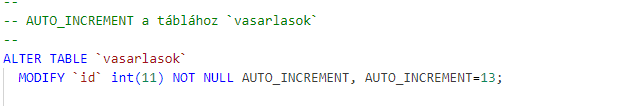 --
-- AUTO_INCREMENT a táblához `vasarlasok`
--
ALTER TABLE `vasarlasok`
  MODIFY `id` int(11) NOT NULL AUTO_INCREMENT, AUTO_INCREMENT=13;